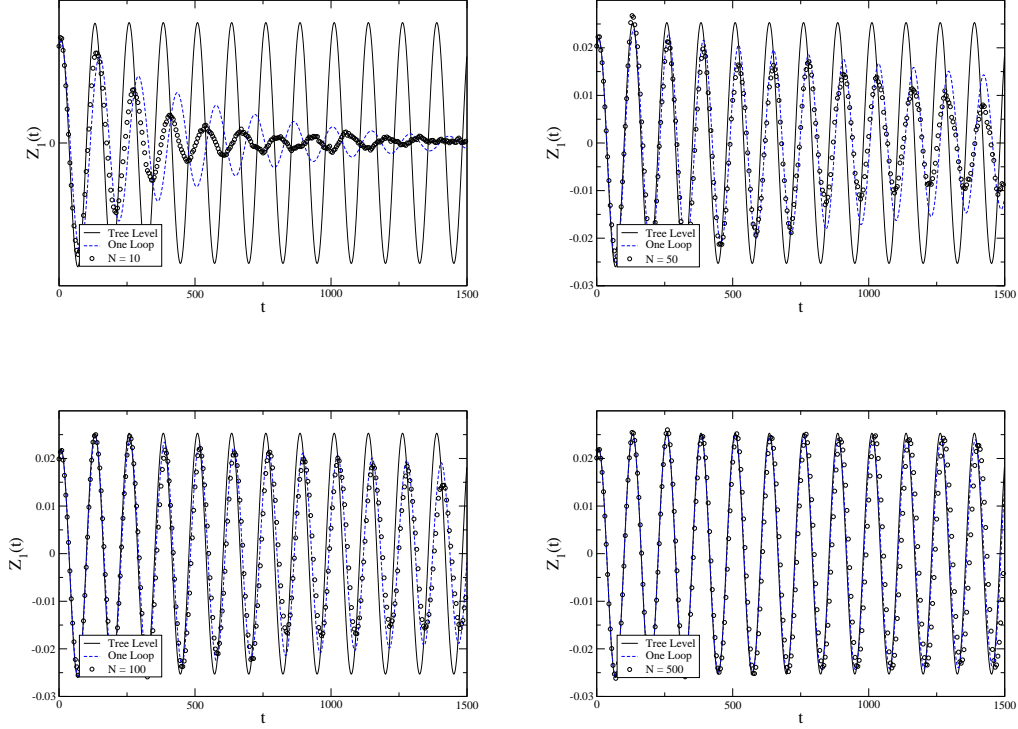 Z₁(t)
0
Tree Level
One Loop
N = 10
0 500 1000 1500
t
Z₁(t)
0.02
0.01
0
-0.01
-0.02
-0.03
Tree Level
One Loop
N = 50
0 500 1000 1500
t
Z₁(t)
0.02
0.01
0
-0.01
-0.02
-0.03
Tree Level
One Loop
N = 100
0 500 1000 1500
t
Z₁(t)
0.02
0.01
0
-0.01
-0.02
-0.03
Tree Level
One Loop
N = 500
0 500 1000 1500
t